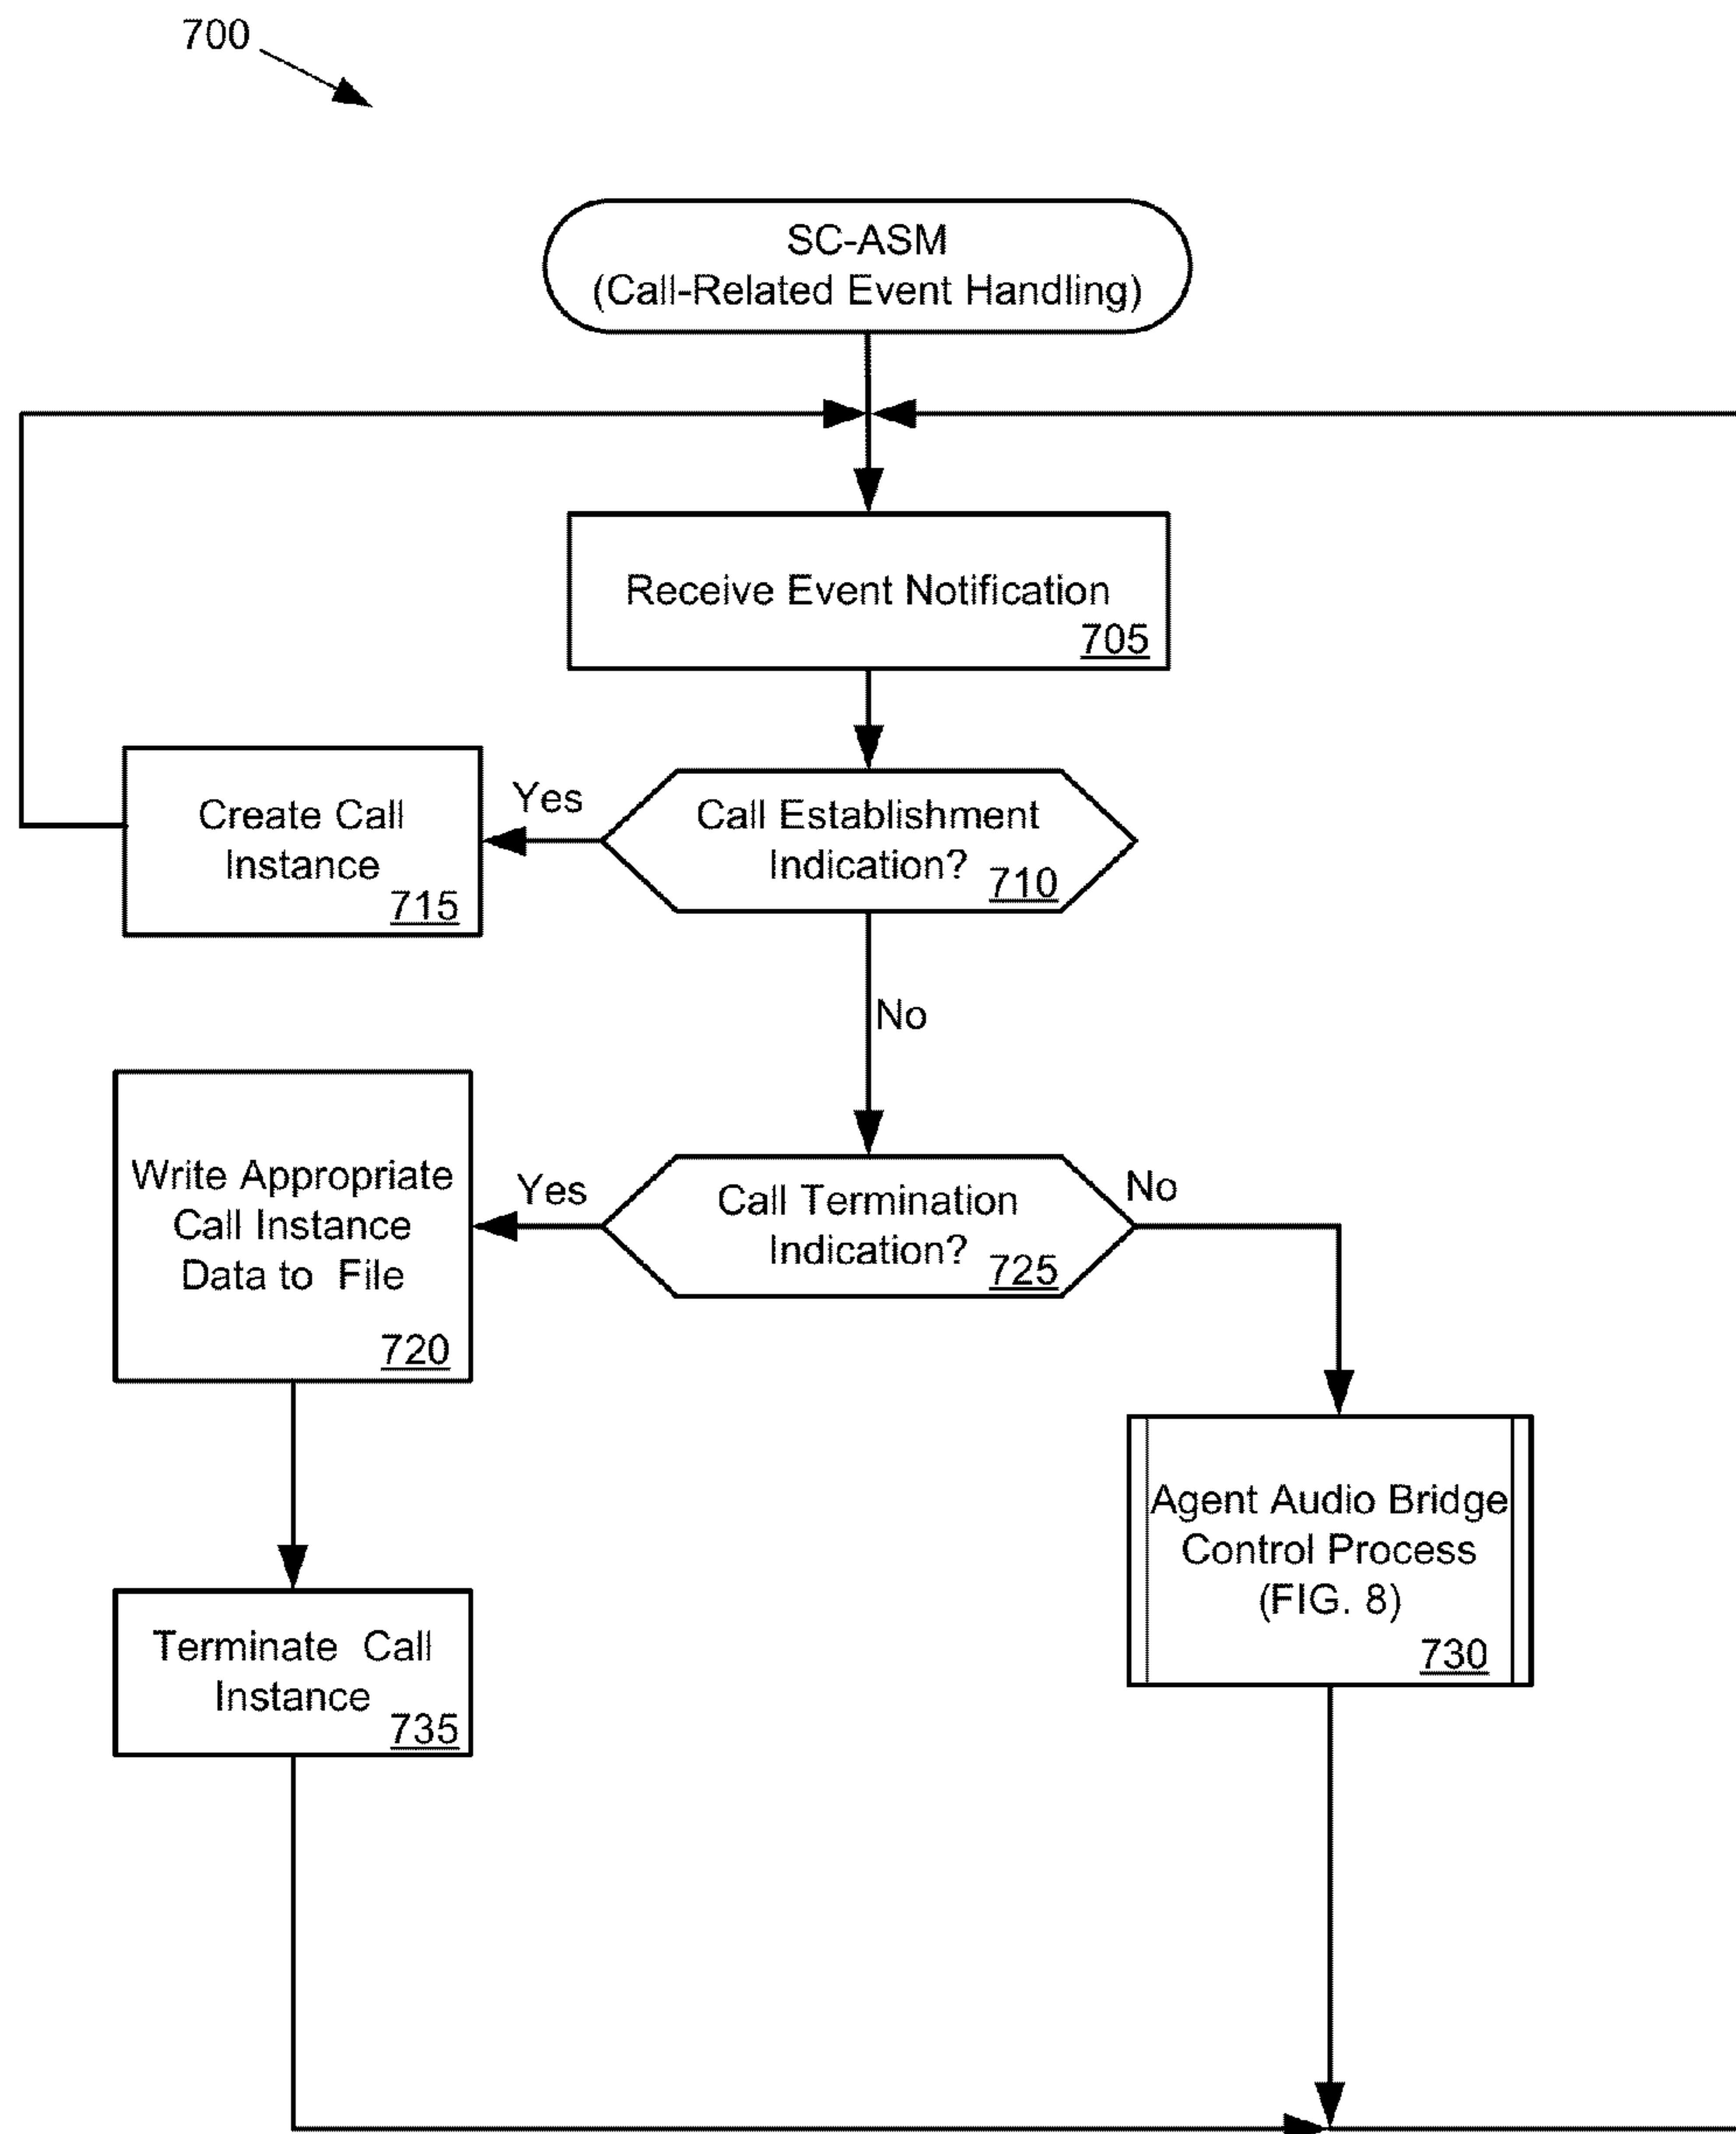 700
SC-ASM
(Call-Related Event Handling)
Receive Event Notification
705
Create Call
Instance
715
Yes
Call Establishment
Indication?
710
No
Write Appropriate
Call Instance
Data to File
720
Yes
Call Termination
Indication?
725
No
Agent Audio Bridge
Control Process
(FIG. 8)
730
Terminate Call
Instance
735